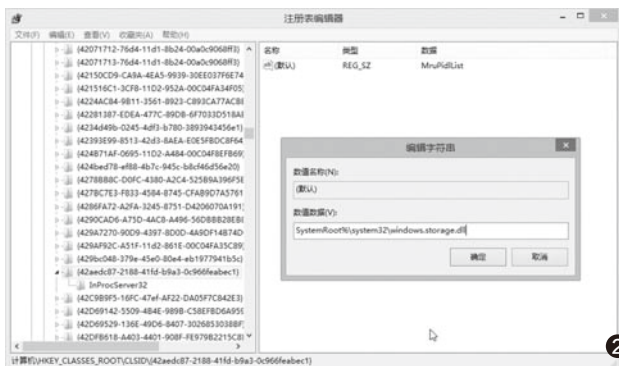 注册表编辑器
文件(F) 编辑(E) 查看(V) 收藏夹(A) 帮助(H)
{42071712-76d4-11d1-8b24-00a0c9068ff3}
{42071713-76d4-11d1-8b24-00a0c9068ff3}
{42150CD9-CA9A-4EA5-9939-30EE037F6E74
{421516C1-3CF8-11D2-952A-00C04FA34F05}
{4224AC84-9B11-3561-8923-C893CA77ACBE
{42281387-EDEA-477C-89DB-6F7033D518AE
{4234d49b-0245-4df3-b780-3893943456e1}
{42393E99-8513-42d3-8AEA-E0E5FBDC8F64
{424B71AF-0695-11D2-A484-00C04F8EFB69}
{424bed78-ef88-4b7c-945c-b8cf46d56e20}
{4278B88C-D0FC-4380-A2C4-525B9A396F5E
{427BC7E3-F833-4584-8745-CFAB9D7A5761
{4286FA72-A2FA-3245-8751-D4206070A191}
{4290CAD6-A75D-4AC8-A496-56DBBB28EBE
{429A7270-90D9-4397-8D0D-4A9DF14B74D
{429AF92C-A51F-11d2-861E-00C04FA35C89}
{429bc048-379e-45e0-80e4-eb1977941b5c}
{42aedc87-2188-41fd-b9a3-0c966feabec1}
InProcServer32
{42C9B9F5-16FC-47ef-AF22-DA05F7C842E3}
{42D69142-5509-4B4E-989B-C58EFBD6A959
{42D69529-136E-49D6-8407-3026853038BF}
{42DFB618-A403-4401-908F-FE979B2215C8}
名称 类型 数据
(默认) REG_SZ MruPidlList
编辑字符串
数值名称(N):
(默认)
数值数据(V):
SystemRoot%\system32\windows.storage.dll
确定 取消
计算机\HKEY_CLASSES_ROOT\CLSID\{42aedc87-2188-41fd-b9a3-0c966feabec1}
2